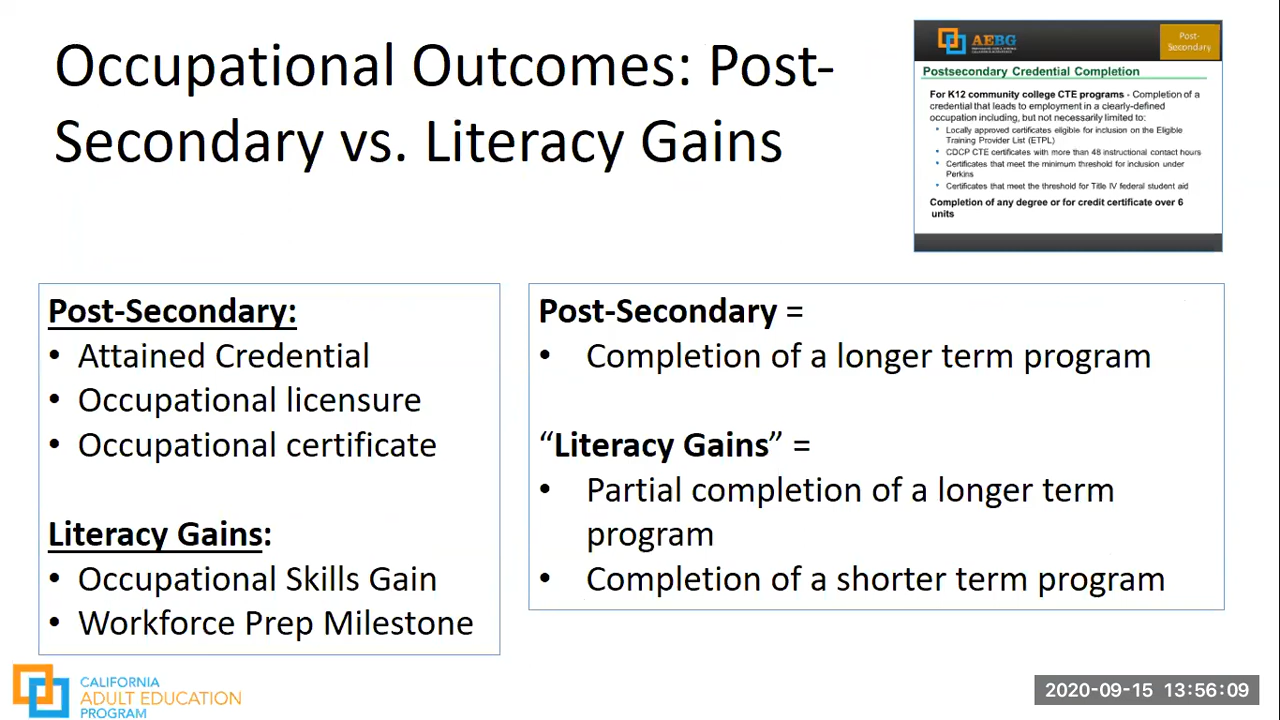 Occupational Outcomes: Post-
Secondary vs. Literacy Gains
AEBG
Post-
Secondary
Postsecondary Credential Completion
For K12 community college CTE programs - Completion of a
credential that leads to employment in a clearly-defined
occupation including, but not necessarily limited to:
• Locally approved certificates eligible for inclusion on the Eligible
Training Provider List (ETPL)
• CDCP CTE certificates with more than 48 instructional contact hours
• Certificates that meet the minimum threshold for inclusion under
Perkins
• Certificates that meet the threshold for Title IV federal student aid
Completion of any degree or for credit certificate over 6
units
Post-Secondary:
• Attained Credential
• Occupational licensure
• Occupational certificate
Literacy Gains:
• Occupational Skills Gain
• Workforce Prep Milestone
Post-Secondary =
• Completion of a longer term program
“Literacy Gains” =
• Partial completion of a longer term
program
• Completion of a shorter term program
CALIFORNIA
ADULT EDUCATION
PROGRAM
2020-09-15 13:56:09